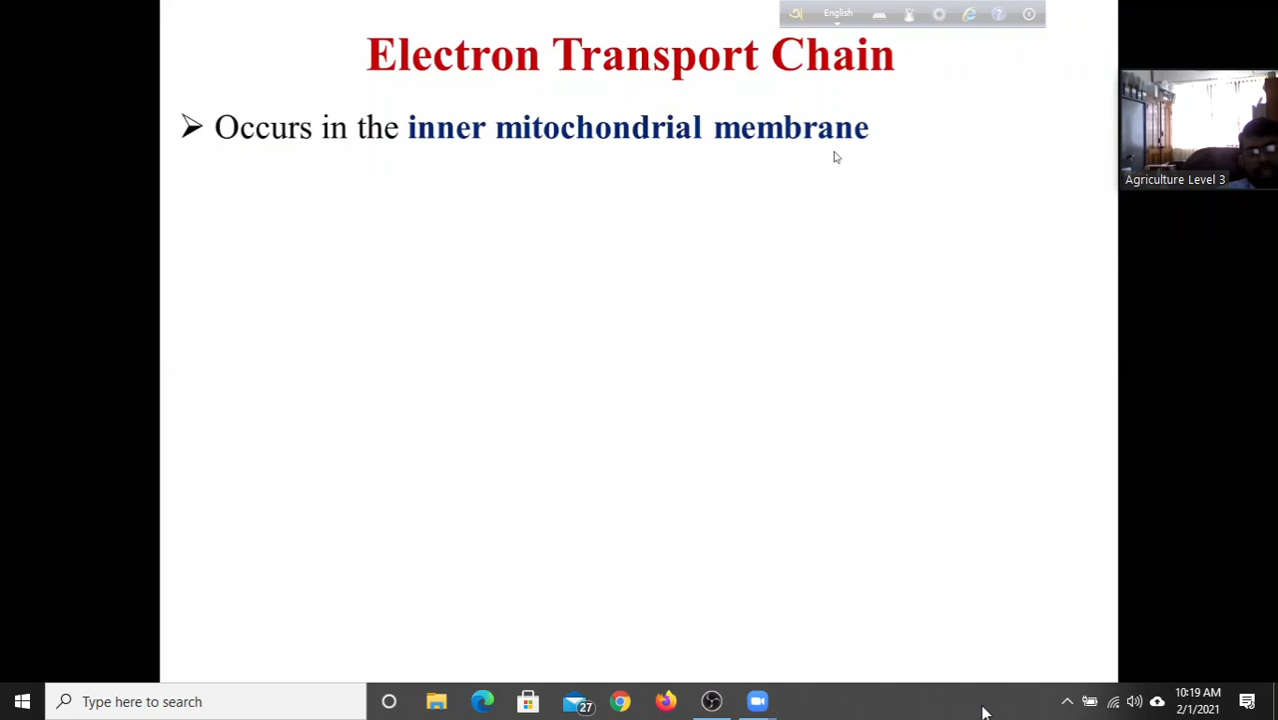 অ English
Electron Transport Chain
➢ Occurs in the inner mitochondrial membrane
Agriculture Level 3
Type here to search
27
10:19 AM
2/1/2021